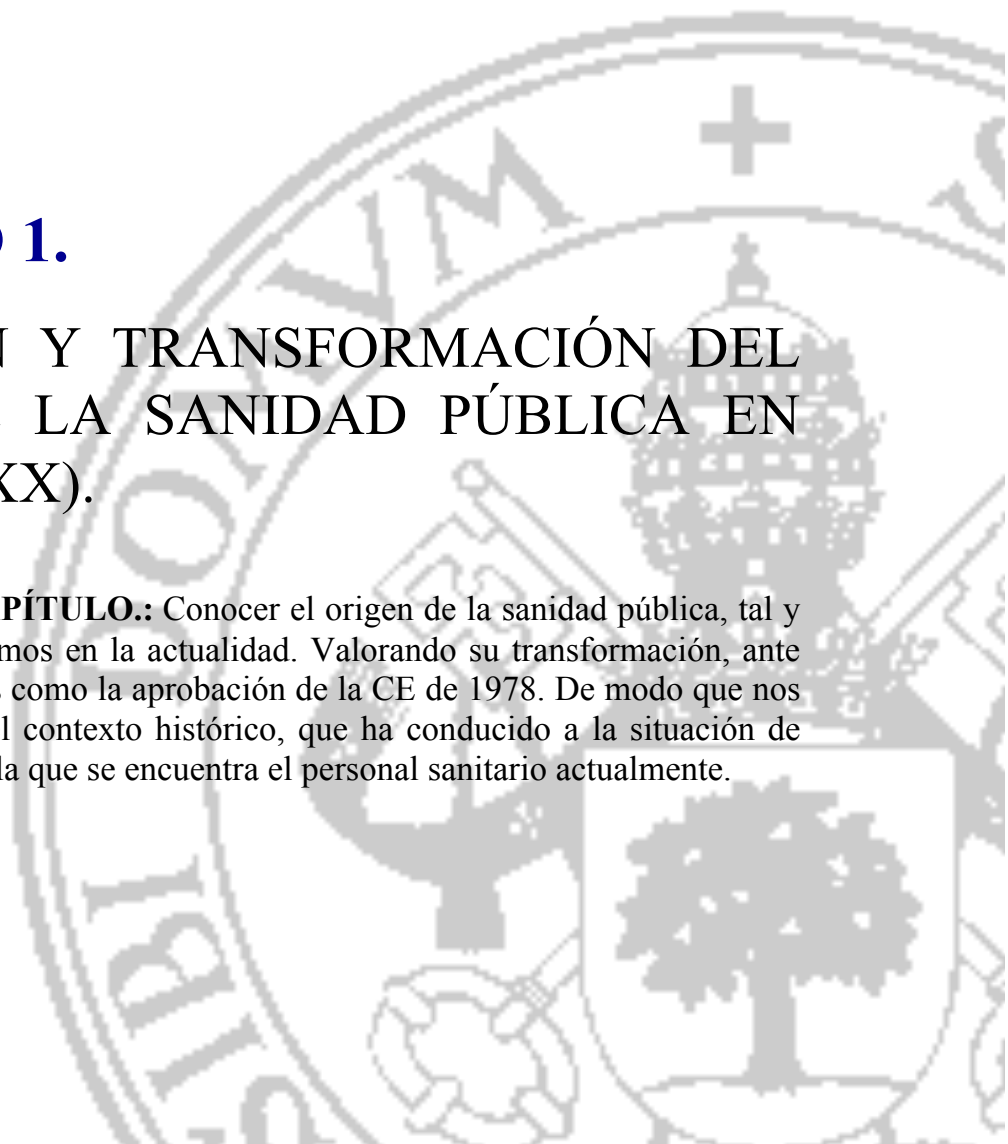 1.
Y TRANSFORMACIÓN DEL
LA SANIDAD PÚBLICA EN
XX).
PÍTULO.: Conocer el origen de la sanidad pública, tal y
mos en la actualidad. Valorando su transformación, ante
como la aprobación de la CE de 1978. De modo que nos
l contexto histórico, que ha conducido a la situación de
la que se encuentra el personal sanitario actualmente.